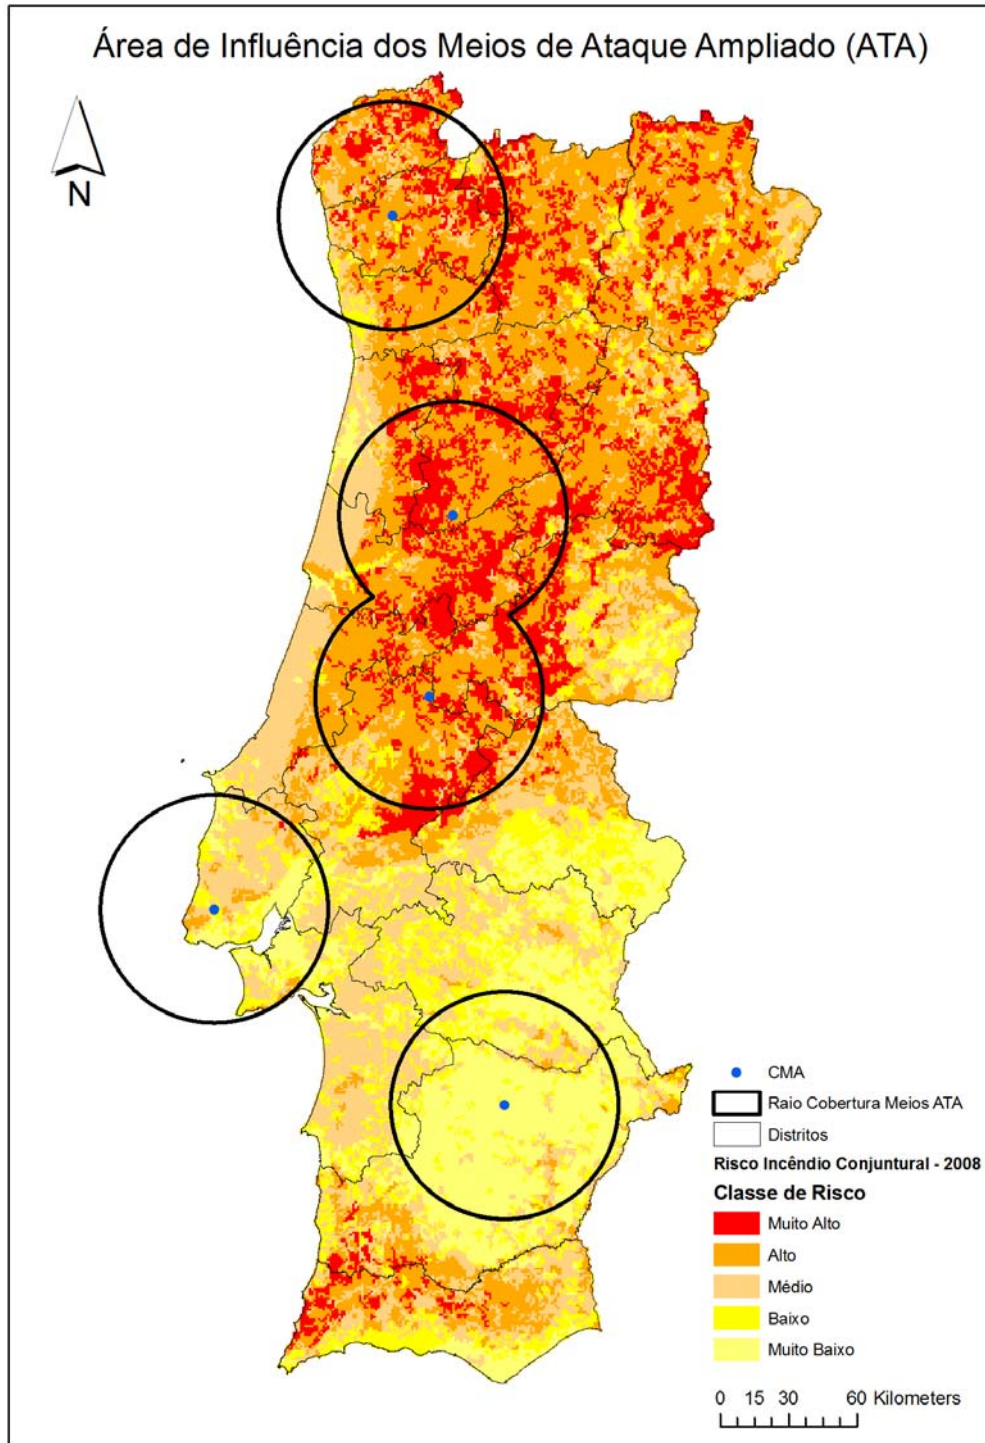 Área de Influência dos Meios de Ataque Ampliado (ATA)
N
CMA
Raio Cobertura Meios ATA
Distritos
Risco Incêndio Conjuntural - 2008
Classe de Risco
Muito Alto
Alto
Médio
Baixo
Muito Baixo
0 15 30 60 Kilometers